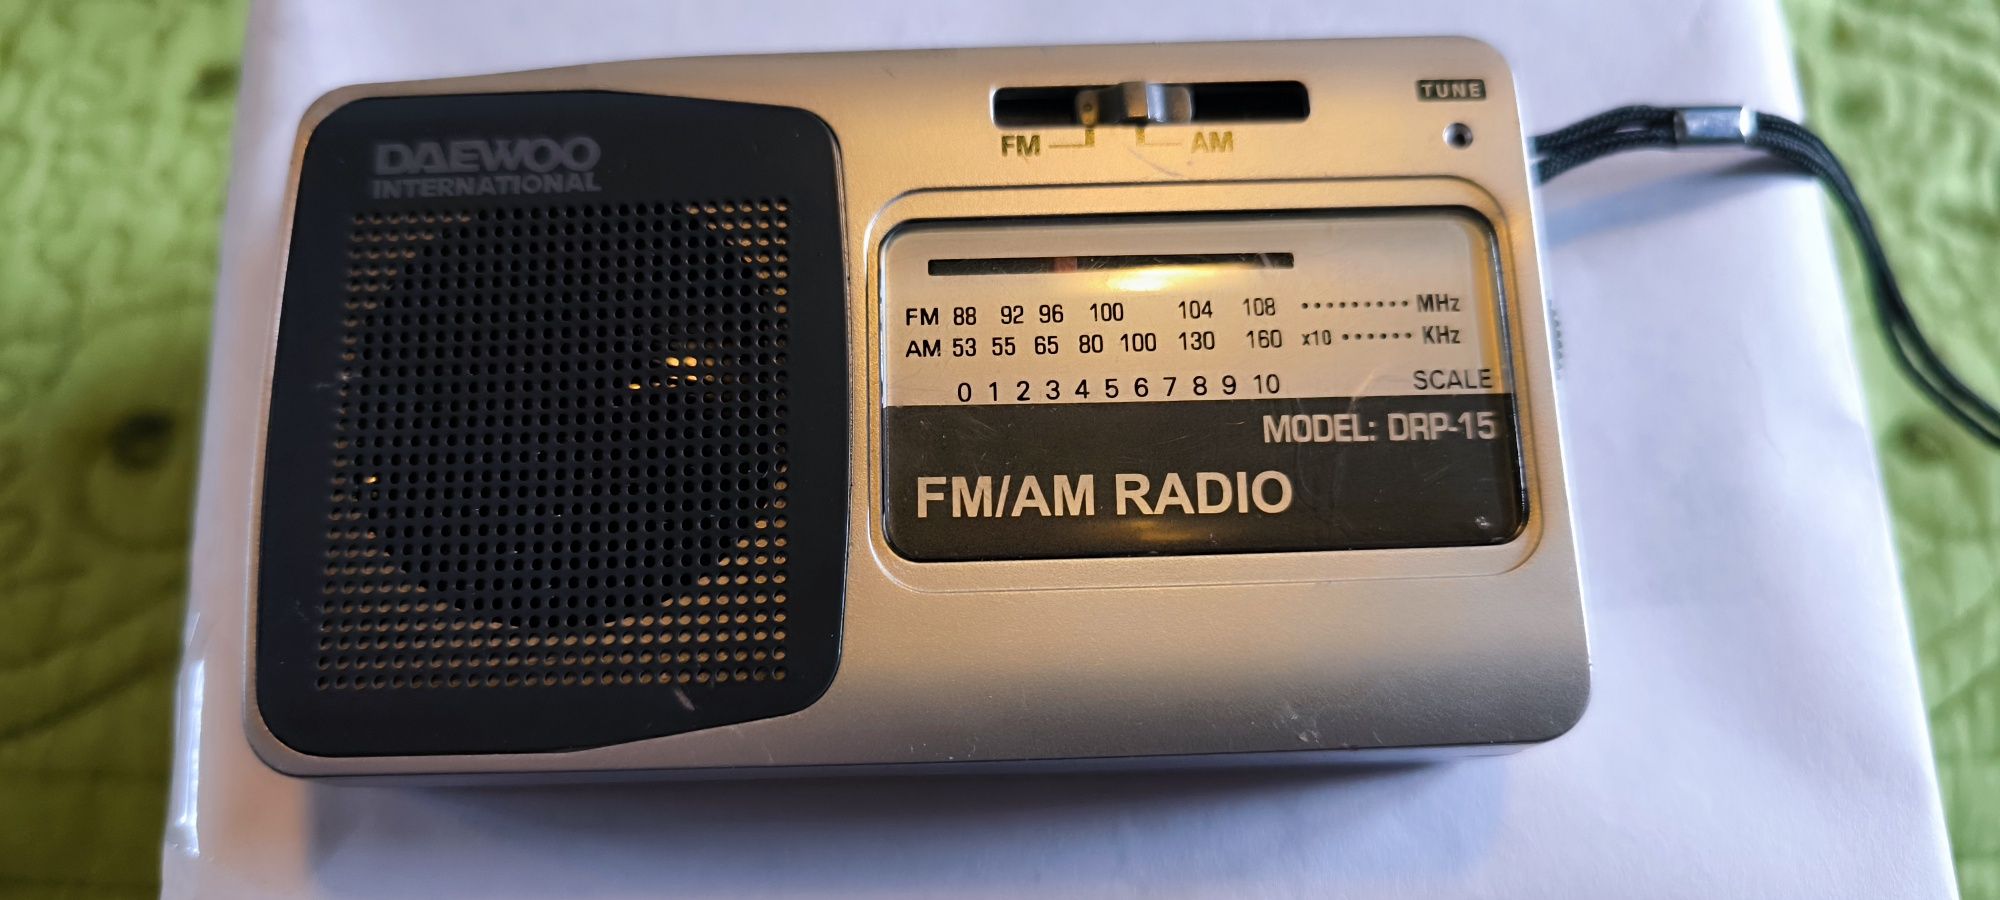 DAEWOO
INTERNATIONAL
TUNE
FM AM
FM 88 92 96 100 104 108 ········· MHz
AM 53 55 65 80 100 130 160 x10 ······ KHz
0 1 2 3 4 5 6 7 8 9 10 SCALE
MODEL: DRP-15
FM/AM RADIO